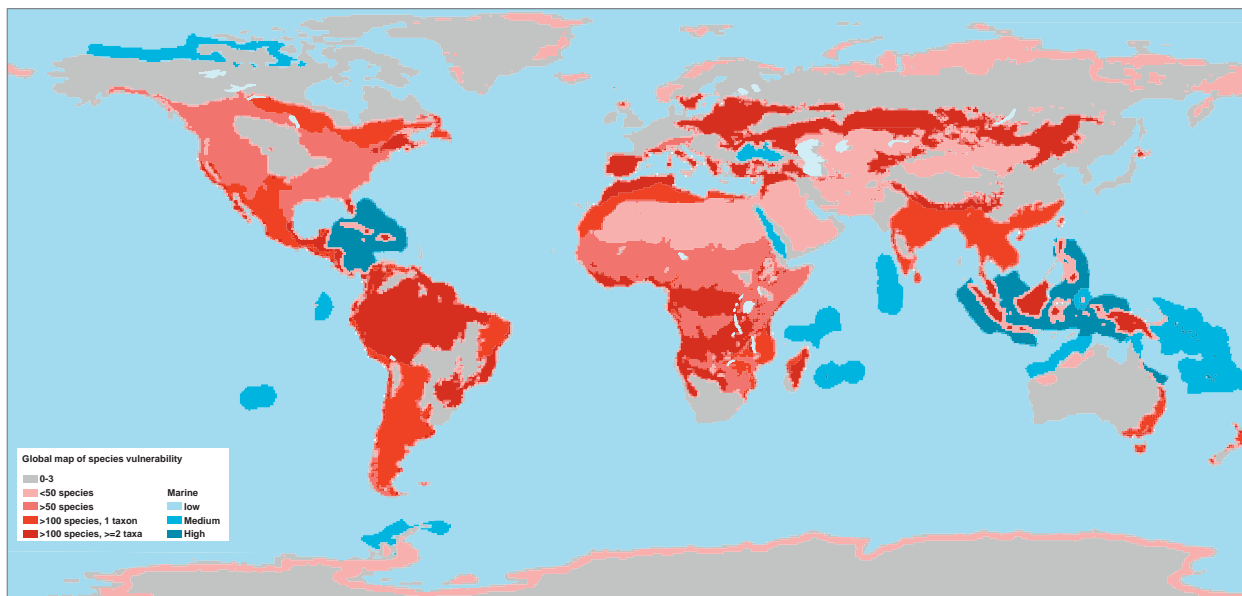 Global map of species vulnerability
0-3
<50 species
>50 species
>100 species, 1 taxon
>100 species, >=2 taxa
Marine
low
Medium
High